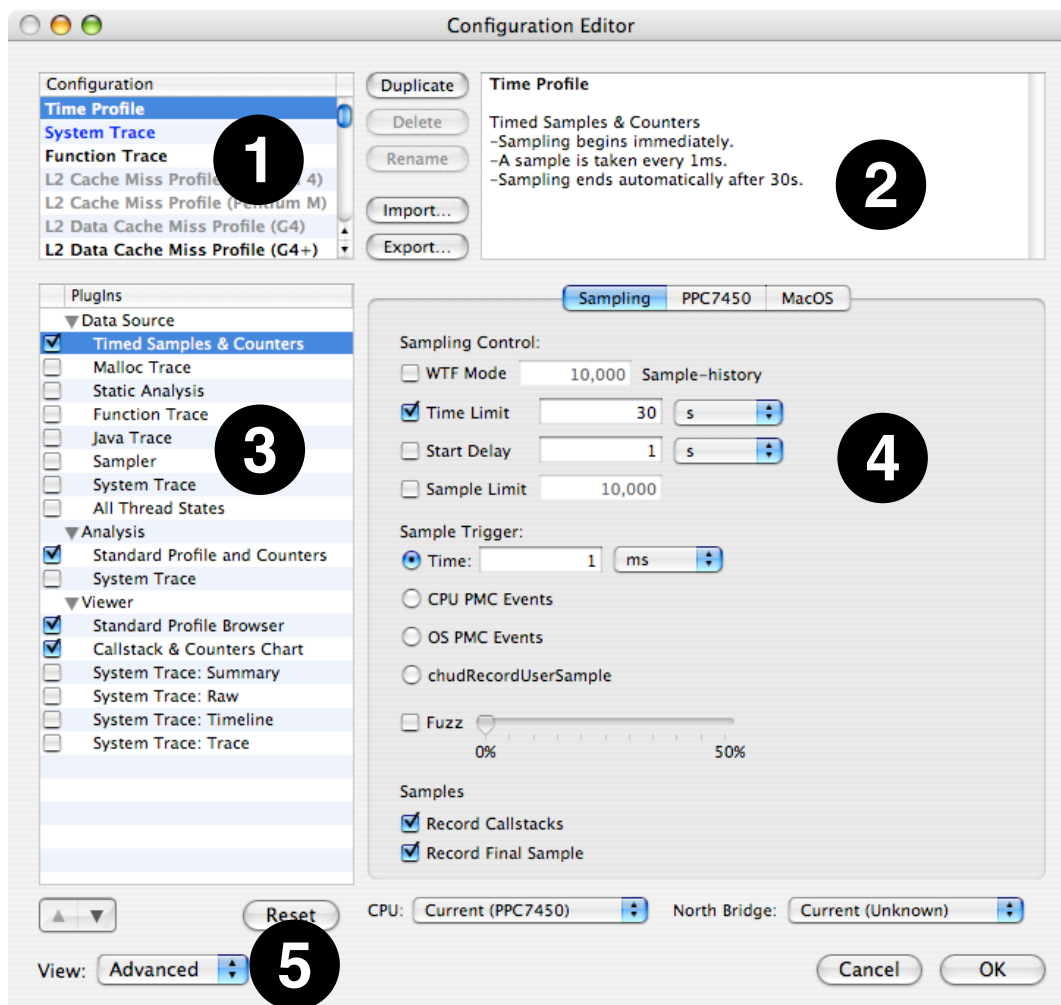 Configuration Editor
Configuration
Time Profile
System Trace
Function Trace
L2 Cache Miss Profile 4)
L2 Cache Miss Profile (Pentium M)
L2 Data Cache Miss Profile (G4)
L2 Data Cache Miss Profile (G4+)
1
Duplicate
Delete
Rename
Import...
Export...
Time Profile
Timed Samples & Counters
-Sampling begins immediately.
-A sample is taken every 1ms.
-Sampling ends automatically after 30s.
2
PlugIns
Data Source
Timed Samples & Counters
Malloc Trace
Static Analysis
Function Trace
Java Trace
Sampler
System Trace
All Thread States
Analysis
Standard Profile and Counters
System Trace
Viewer
Standard Profile Browser
Callstack & Counters Chart
System Trace: Summary
System Trace: Raw
System Trace: Timeline
System Trace: Trace
3
Sampling PPC7450 MacOS
Sampling Control:
WTF Mode 10,000 Sample-history
Time Limit 30 s
Start Delay 1 s
Sample Limit 10,000
4
Sample Trigger:
Time: 1 ms
CPU PMC Events
OS PMC Events
chudRecordUserSample
Fuzz
0% 50%
Samples
Record Callstacks
Record Final Sample
Reset
CPU: Current (PPC7450) North Bridge: Current (Unknown)
View: Advanced
5
Cancel OK